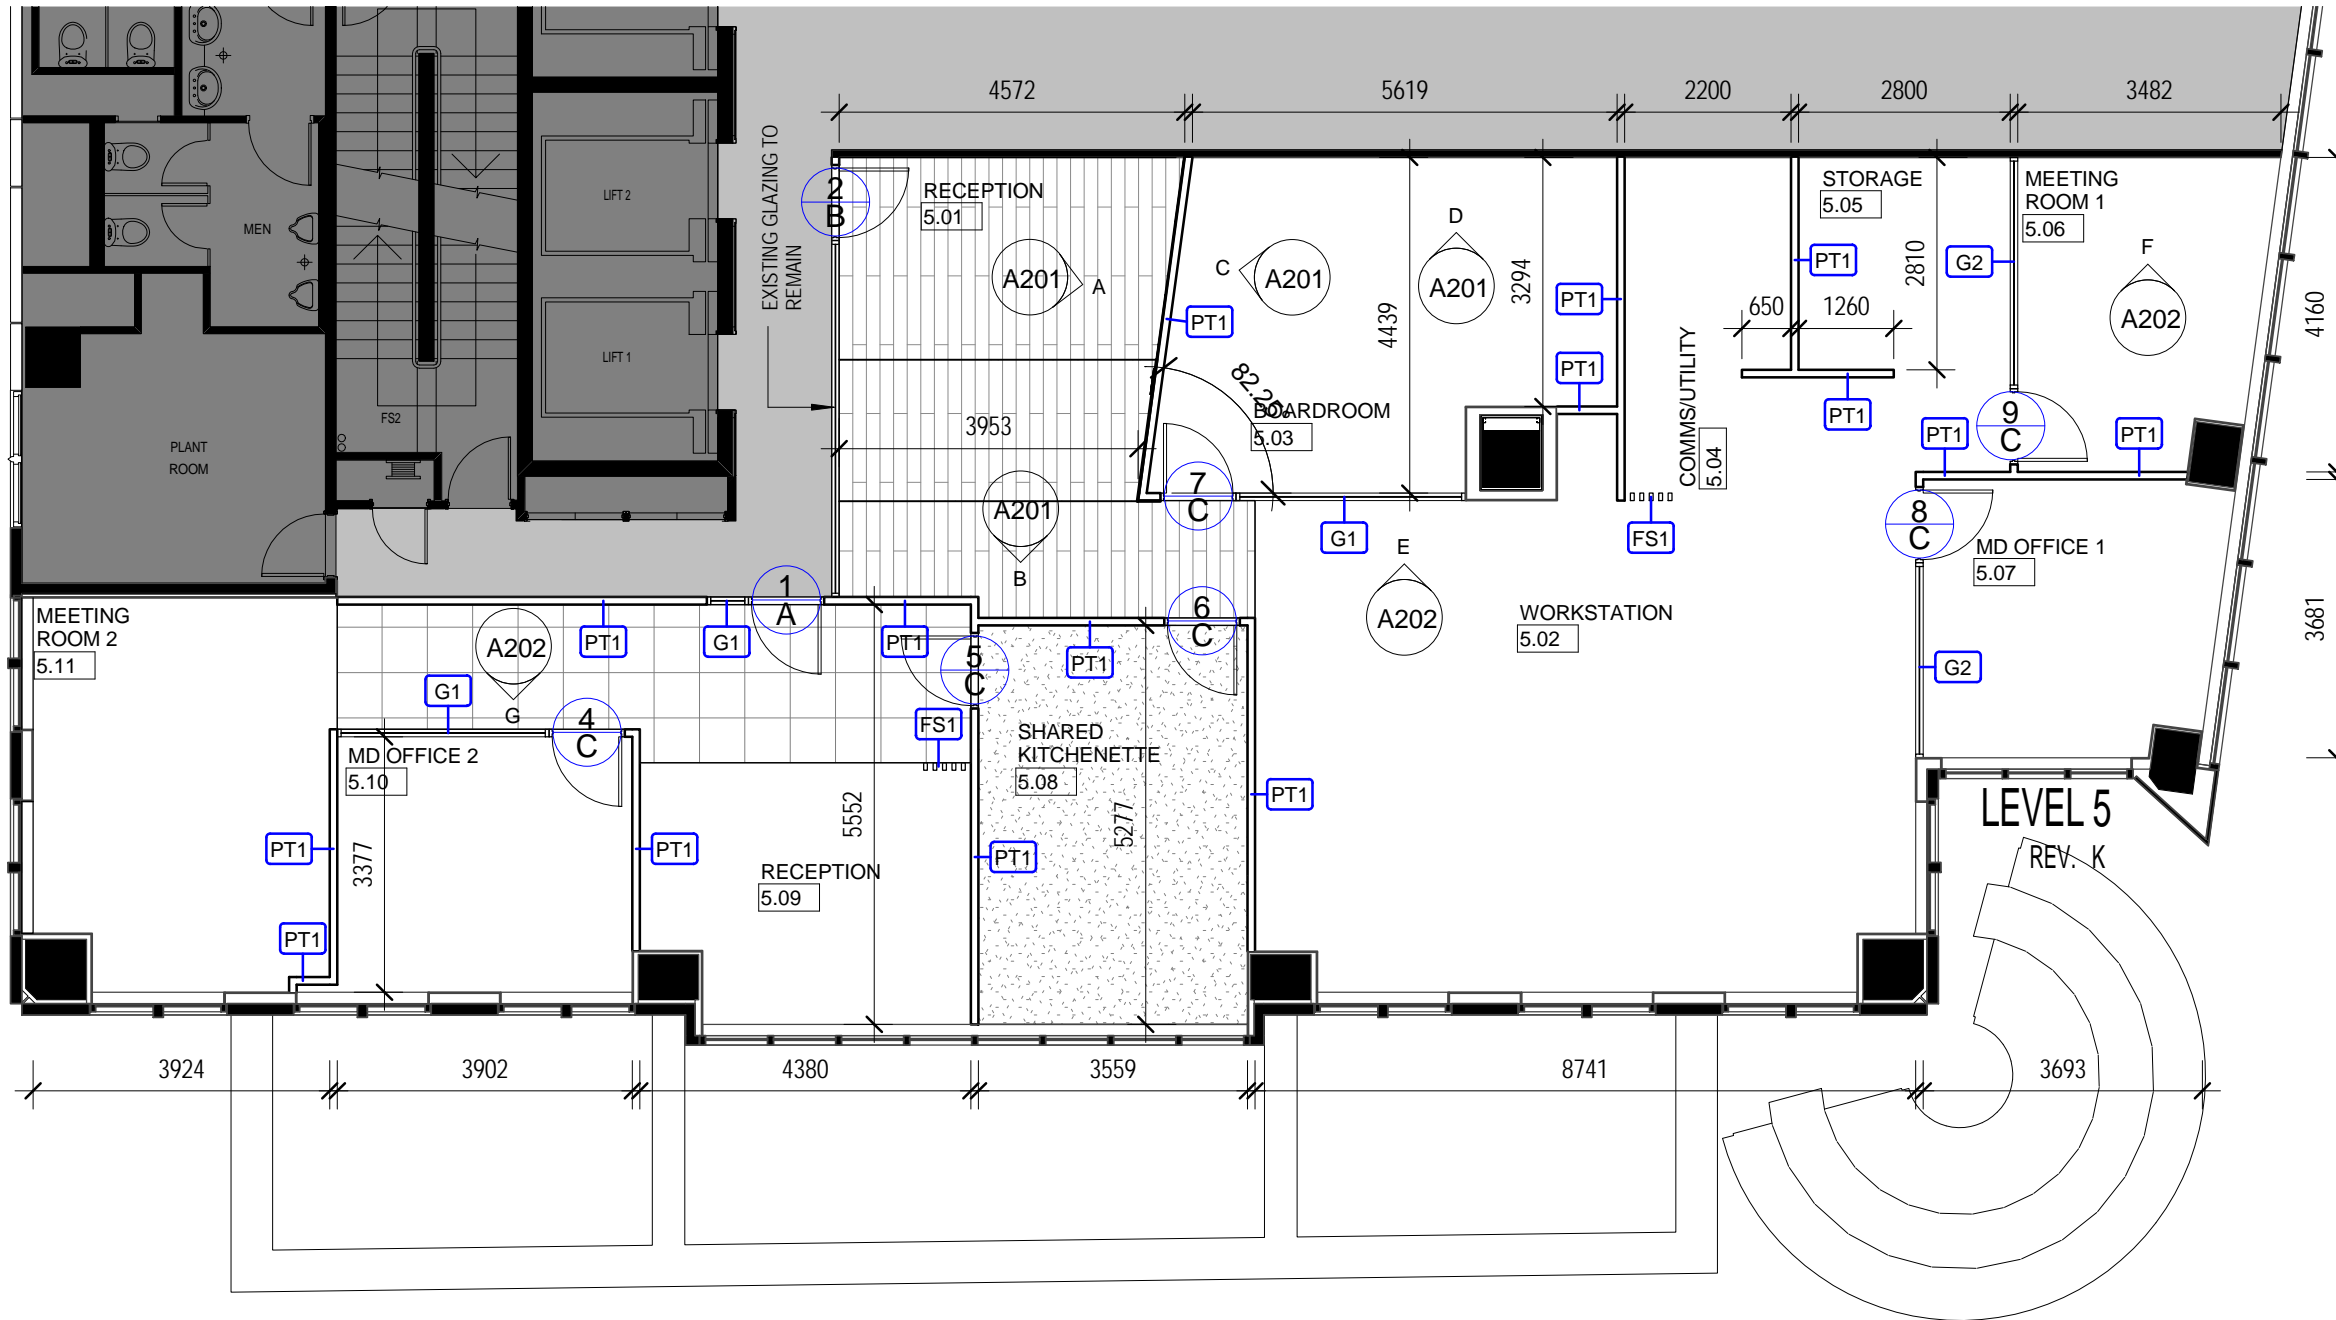 4572
5619
2200
2800
3482
EXISTING GLAZING TO
REMAIN
2
B
RECEPTION
5.01
STORAGE
5.05
MEETING
ROOM 1
5.06
LIFT 2
MEN
D
C
A201
A
A201
A201
PT1
PT1
PT1
G2
F
A202
3294
2810
4160
650
1260
4439
PT1
PT1
PT1
LIFT 1
82.25°
BOARDROOM
5.03
COMMS/UTILITY
5.04
FS2
PLANT
ROOM
3953
9
C
PT1
PT1
7
C
A201
B
G1
FS1
8
C
MD OFFICE 1
5.07
E
A202
WORKSTATION
5.02
3681
1
A
6
C
MEETING
ROOM 2
5.11
PT1
G1
PT1
A202
G
5
C
PT1
G2
G1
4
C
FS1
SHARED
KITCHENETTE
5.08
MD OFFICE 2
5.10
PT1
LEVEL 5
REV. K
5552
5277
3377
PT1
PT1
PT1
RECEPTION
5.09
PT1
3924
3902
4380
3559
8741
3693